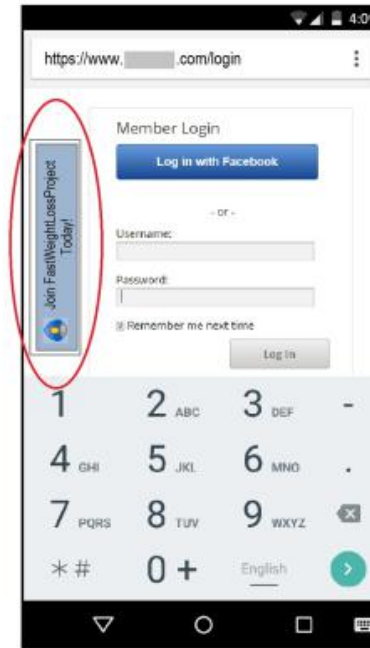 4:0
https://www. .com/login
Member Login
Log in with Facebook
- or -
Username:
Password:
Remember me next time
Log In
Join FastWeightLossProject
Today!
1 2 ABC 3 DEF -
4 GHI 5 JKL 6 MNO .
7 PQRS 8 TUV 9 WXYZ
* # 0 + English